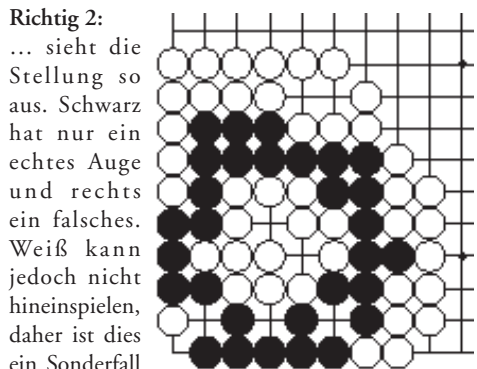 Richtig 2:
… sieht die
Stellung so
aus. Schwarz
hat nur ein
echtes Auge
und rechts
ein falsches.
Weiß kann
jedoch nicht
hineinspielen,
daher ist dies
ein Sonderfall